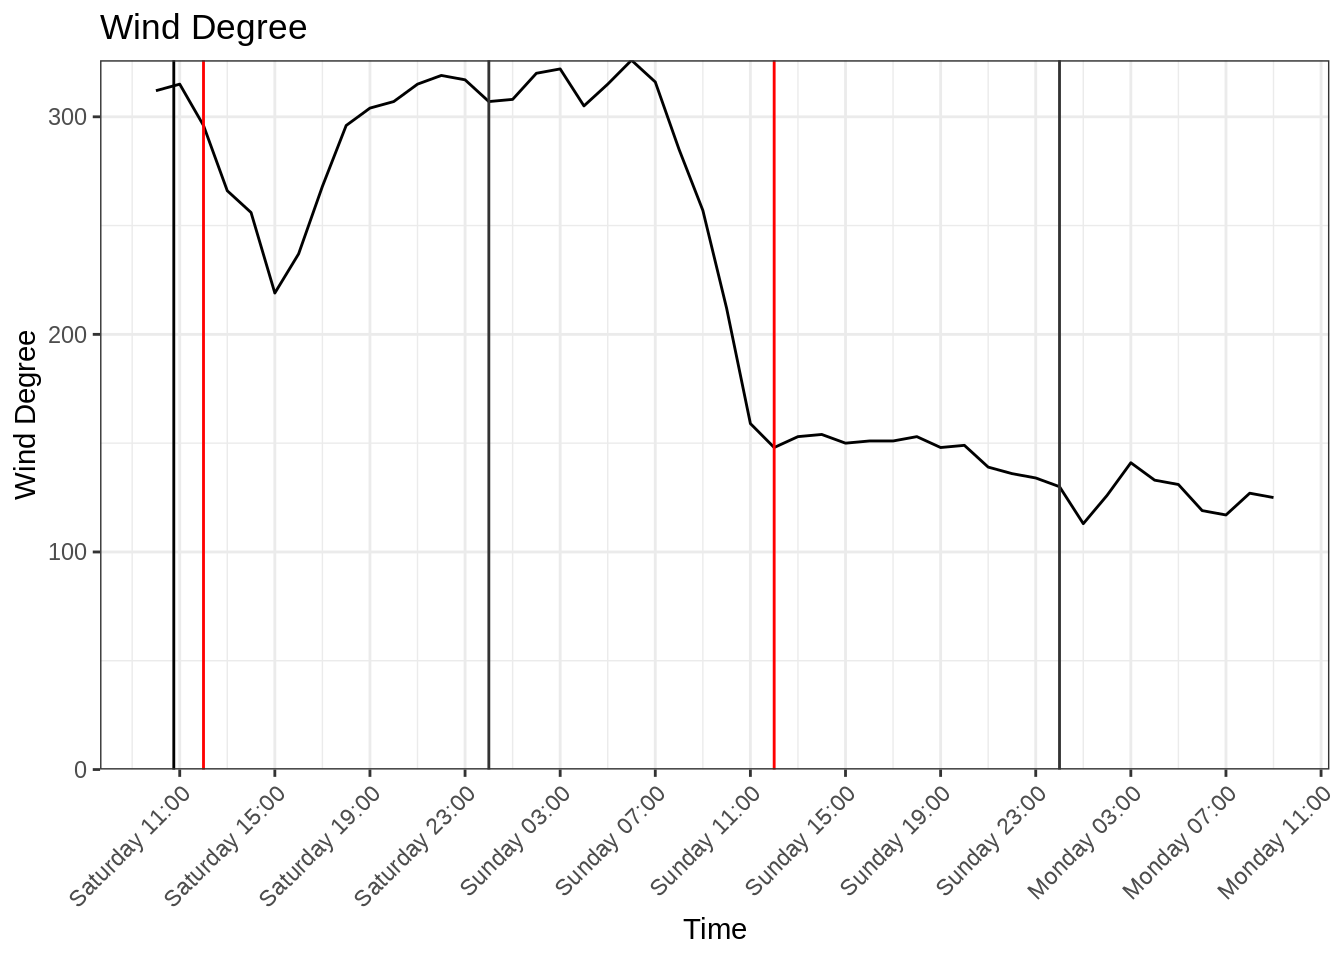 Wind Degree
Wind Degree
300
200
100
0
Saturday 11:00
Saturday 15:00
Saturday 19:00
Saturday 23:00
Sunday 03:00
Sunday 07:00
Sunday 11:00
Sunday 15:00
Sunday 19:00
Sunday 23:00
Monday 03:00
Monday 07:00
Monday 11:00
Time